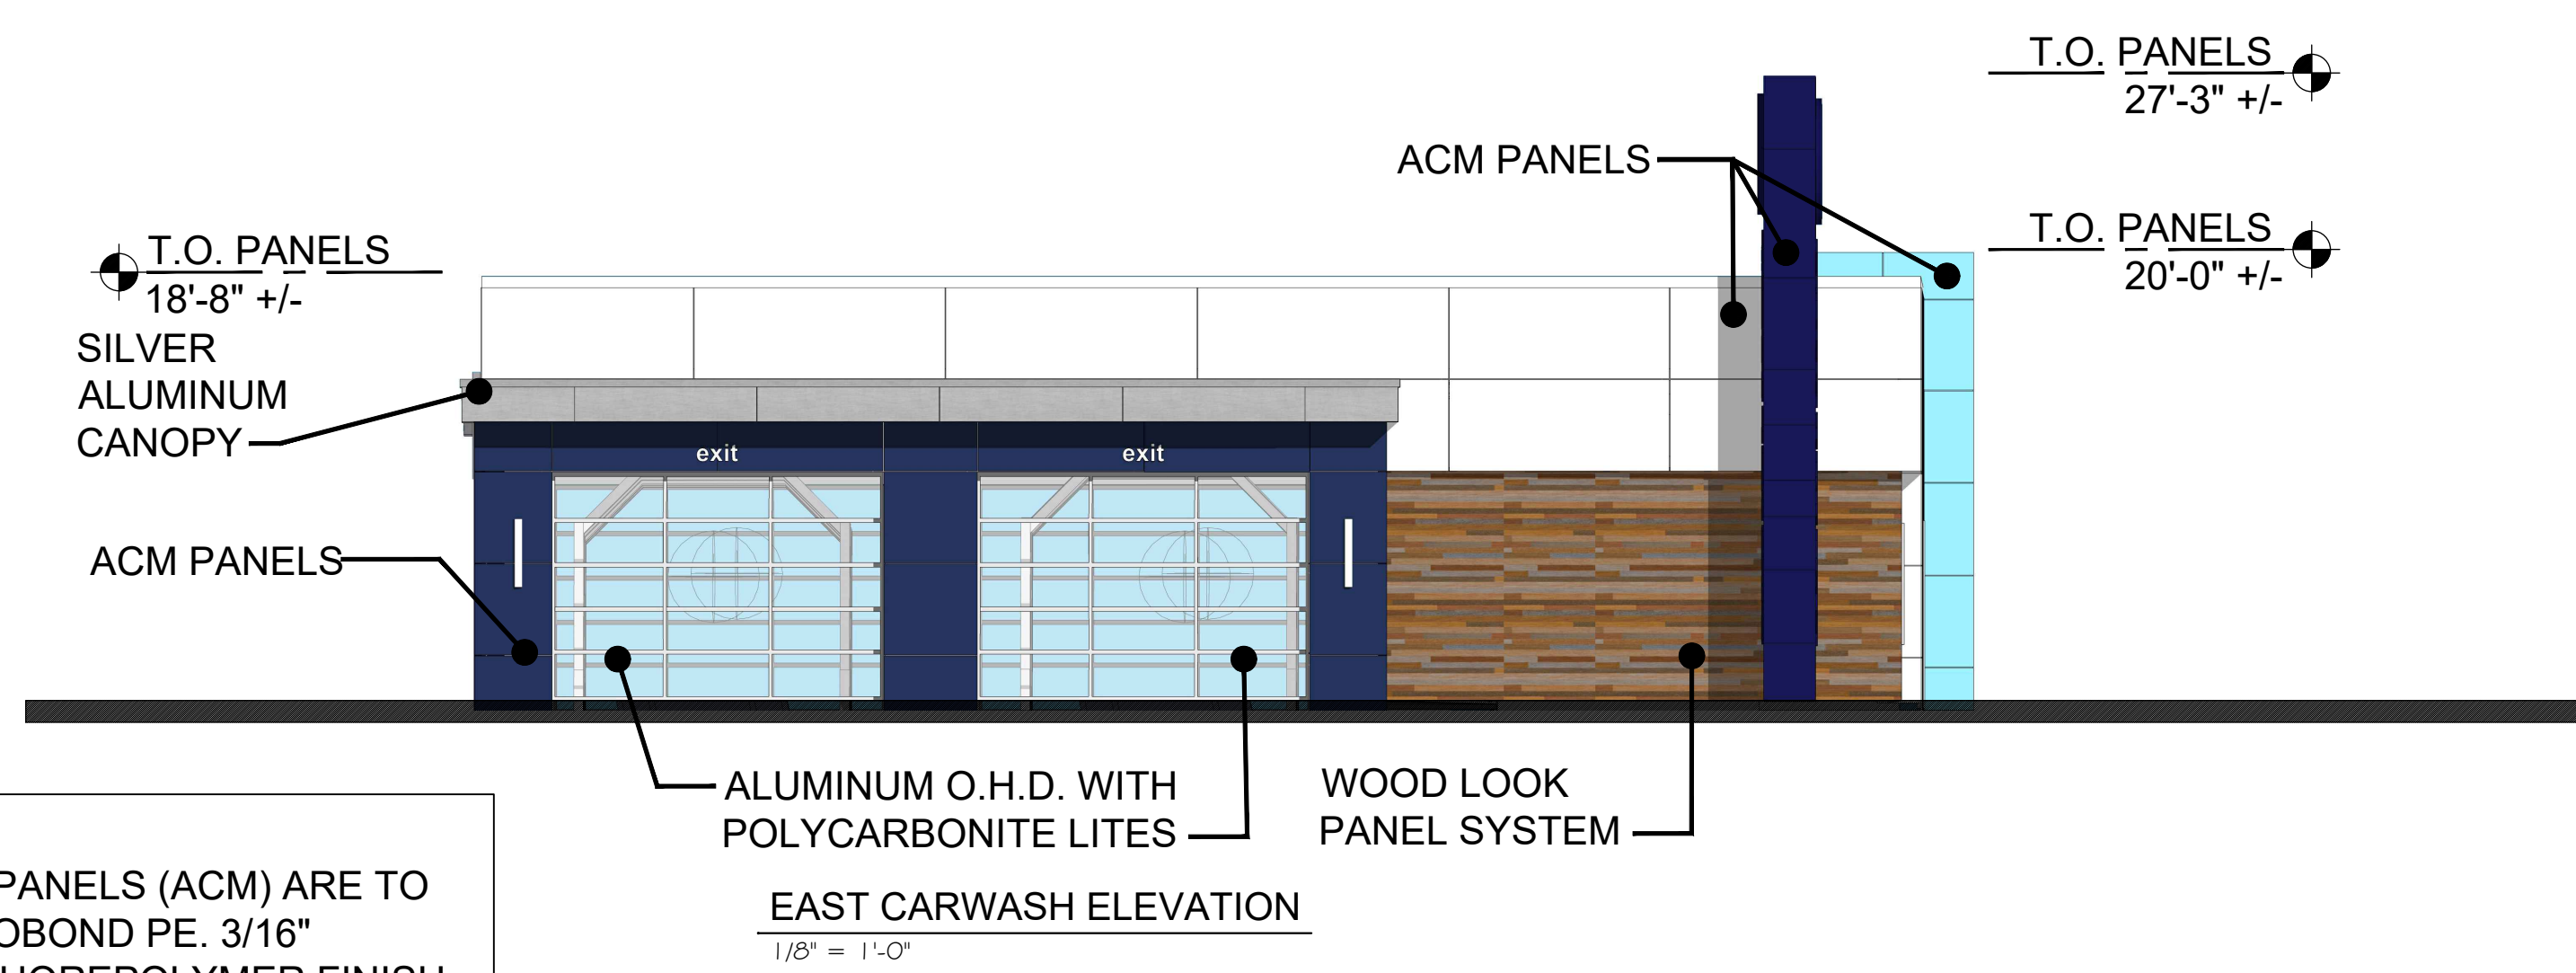 T.O. PANELS
27'-3" +/-
ACM PANELS
T.O. PANELS
20'-0" +/-
T.O. PANELS
18'-8" +/-
SILVER
ALUMINUM
CANOPY
exit
exit
ACM PANELS
ALUMINUM O.H.D. WITH
POLYCARBONITE LITES
WOOD LOOK
PANEL SYSTEM
EAST CARWASH ELEVATION
1/8" = 1'-0"
PANELS (ACM) ARE TO
OBOND PE. 3/16"
HOREPOLYMER FINISH